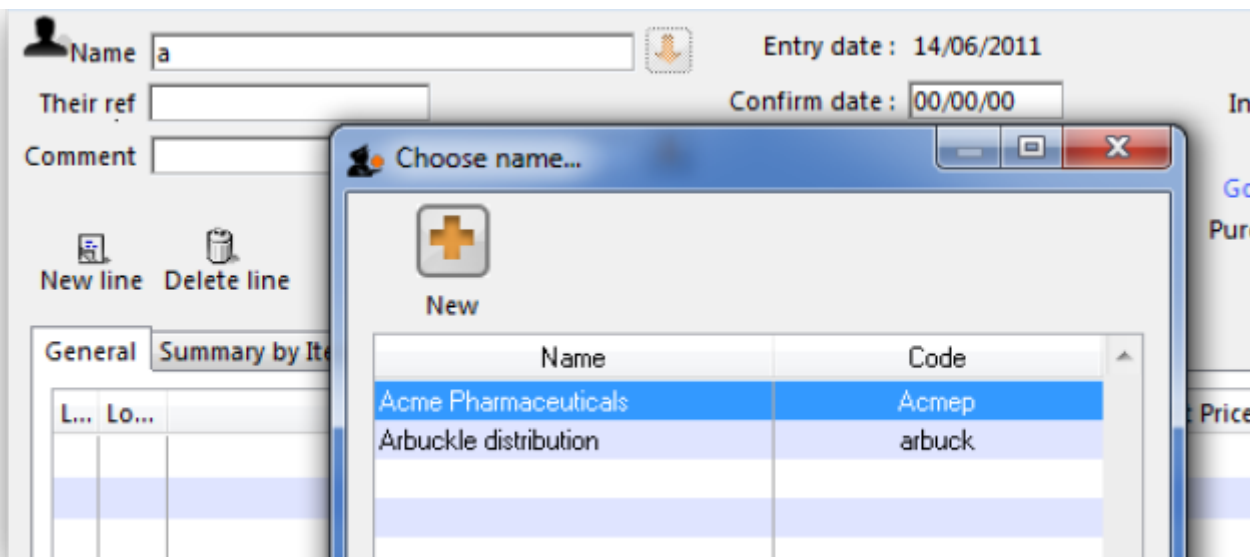 Name a Entry date : 14/06/2011
Their ref Confirm date : 00/00/00 In
Comment
Choose name...
Go
Pur
New line Delete line
New
General Summary by Ite
Name Code
L... Lo... Price
Acme Pharmaceuticals Acmep
Arbuckle distribution arbuck